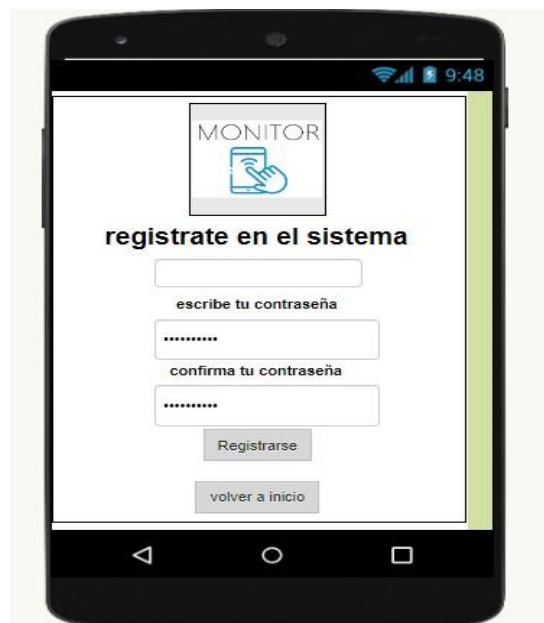 9:48
MONITOR
registrate en el sistema
escribe tu contraseña
••••••••••
confirma tu contraseña
••••••••••
Registrarse
volver a inicio